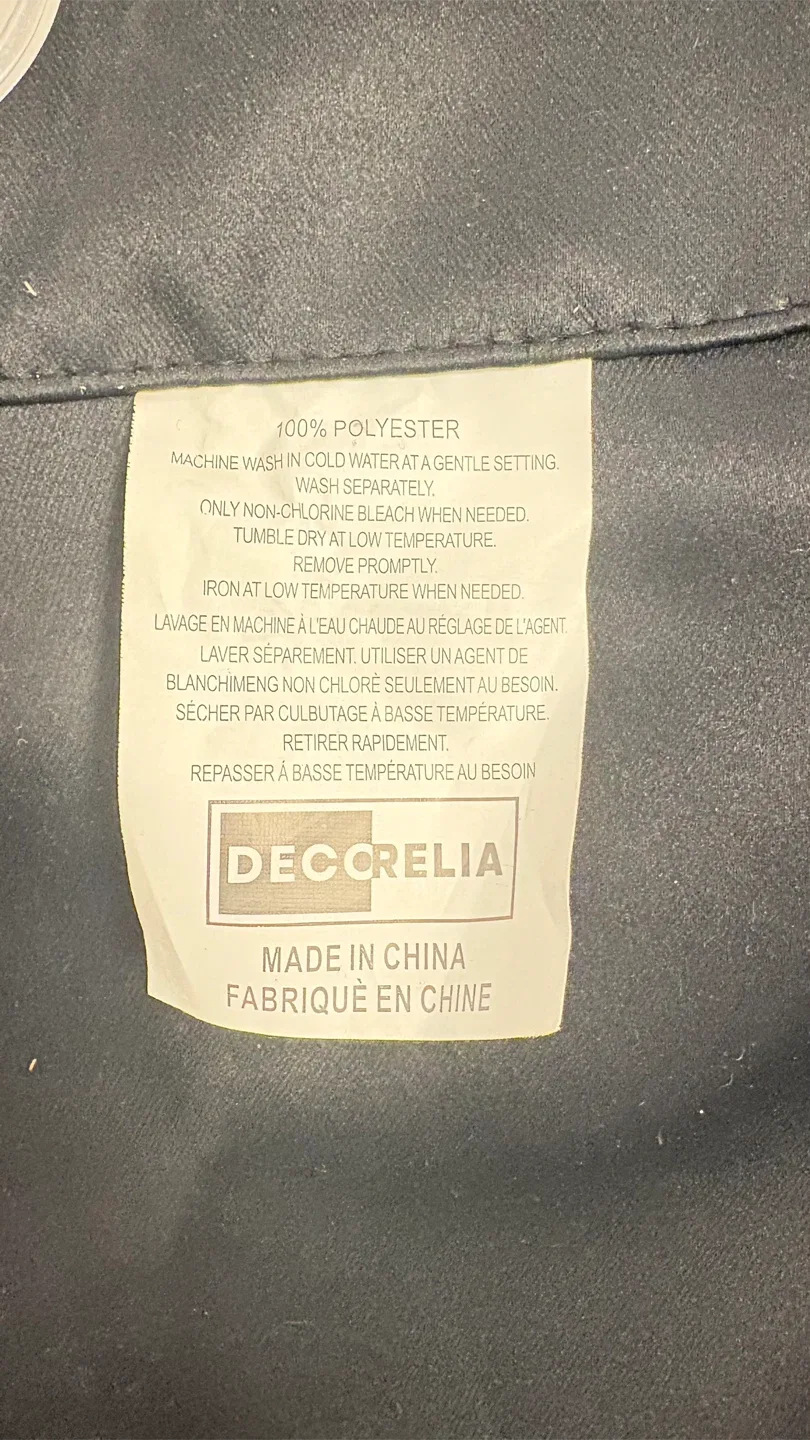 100% POLYESTER
MACHINE WASH IN COLD WATER AT A GENTLE SETTING.
WASH SEPARATELY.
ONLY NON-CHLORINE BLEACH WHEN NEEDED.
TUMBLE DRY AT LOW TEMPERATURE.
REMOVE PROMPTLY.
IRON AT LOW TEMPERATURE WHEN NEEDED.
LAVAGE EN MACHINE À L'EAU CHAUDE AU RÉGLAGE DE L'AGENT.
LAVER SÉPAREMENT. UTILISER UN AGENT DE
BLANCHIMENG NON CHLORÈ SEULEMENT AU BESOIN.
SÉCHER PAR CULBUTAGE À BASSE TEMPÉRATURE.
RETIRER RAPIDEMENT.
REPASSER Á BASSE TEMPÉRATURE AU BESOIN
DECORELIA
MADE IN CHINA
FABRIQUÈ EN CHINE